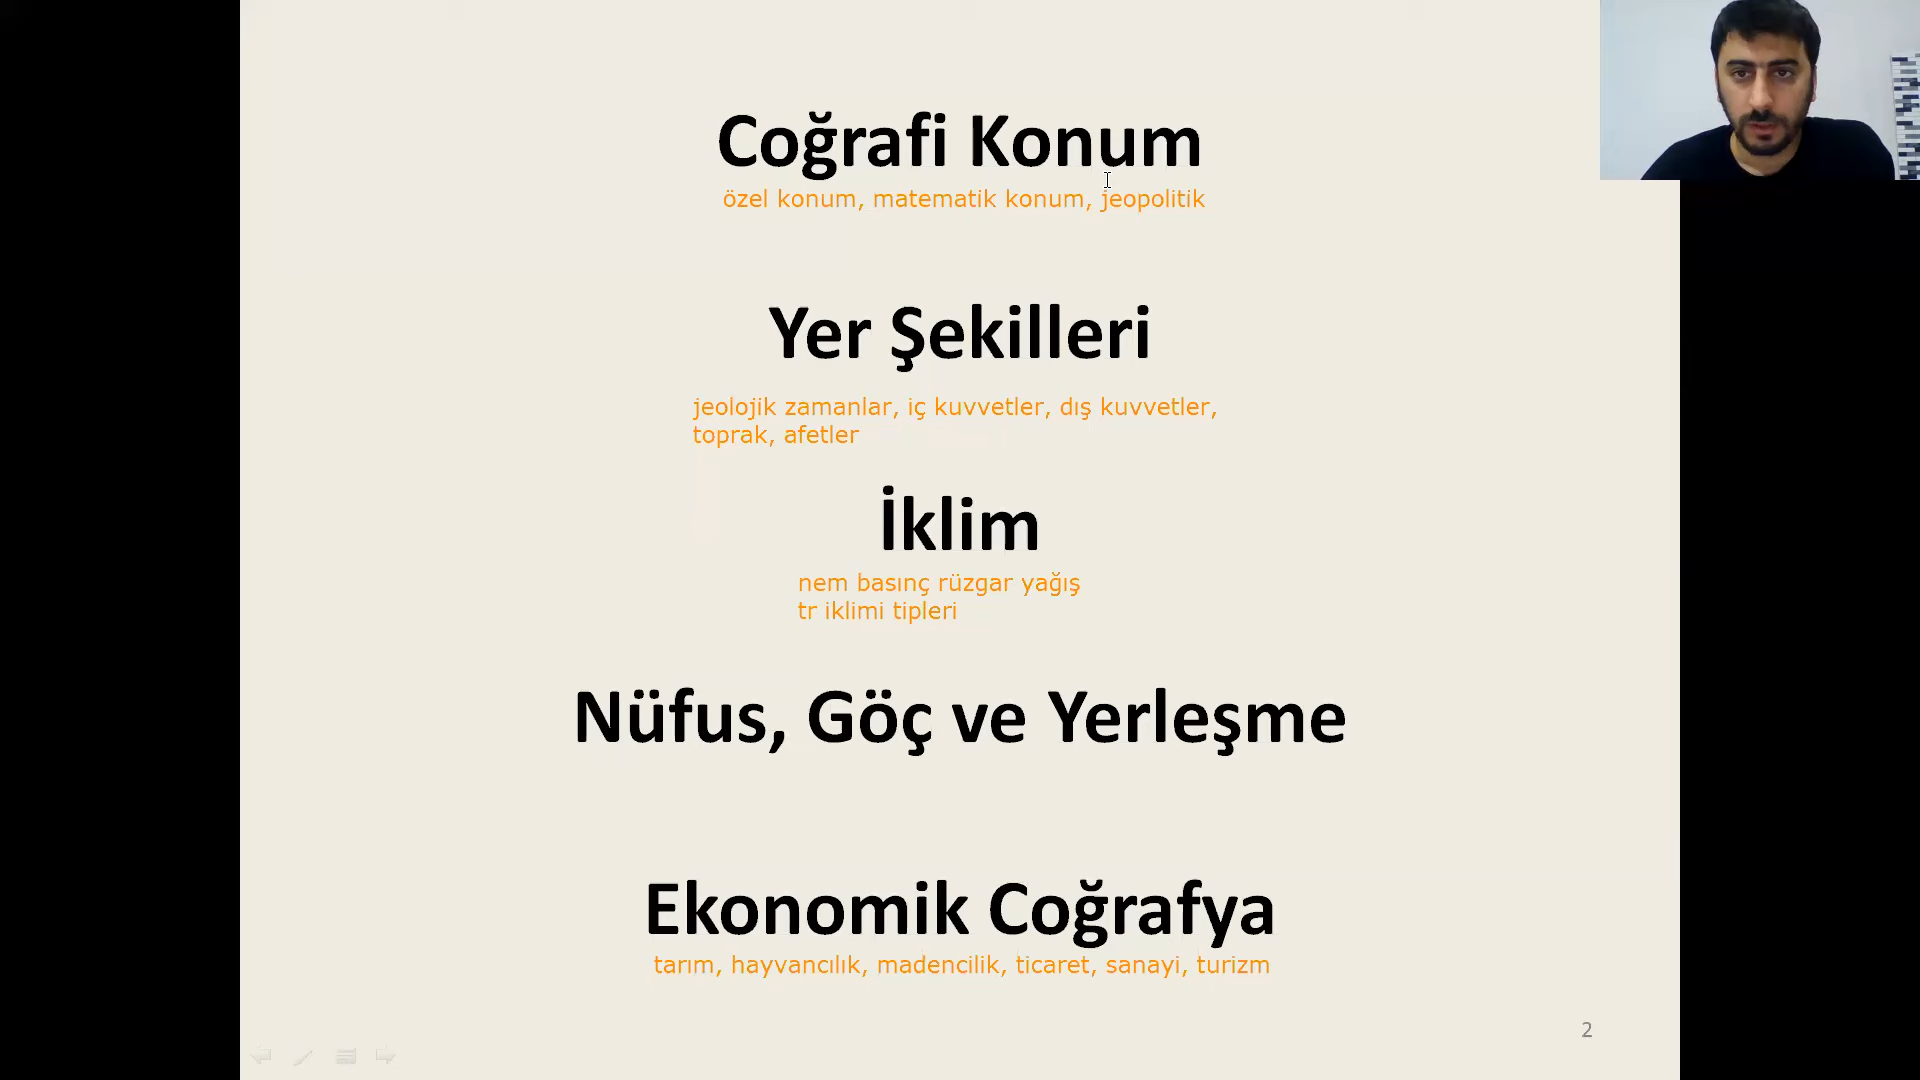 Coğrafi Konum
özel konum, matematik konum, jeopolitik
Yer Şekilleri
jeolojik zamanlar, iç kuvvetler, dış kuvvetler,
toprak, afetler
İklim
nem basınç rüzgar yağış
tr iklimi tipleri
Nüfus, Göç ve Yerleşme
Ekonomik Coğrafya
tarım, hayvancılık, madencilik, ticaret, sanayi, turizm
2